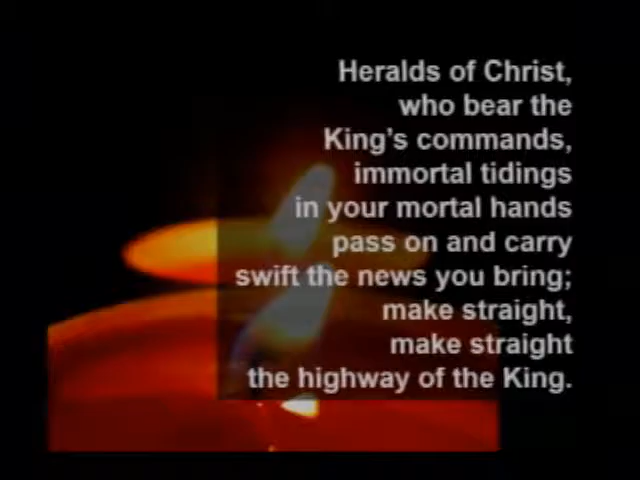 Heralds of Christ,
who bear the
King's commands,
immortal tidings
in your mortal hands
pass on and carry
swift the news you bring;
make straight,
make straight
the highway of the King.